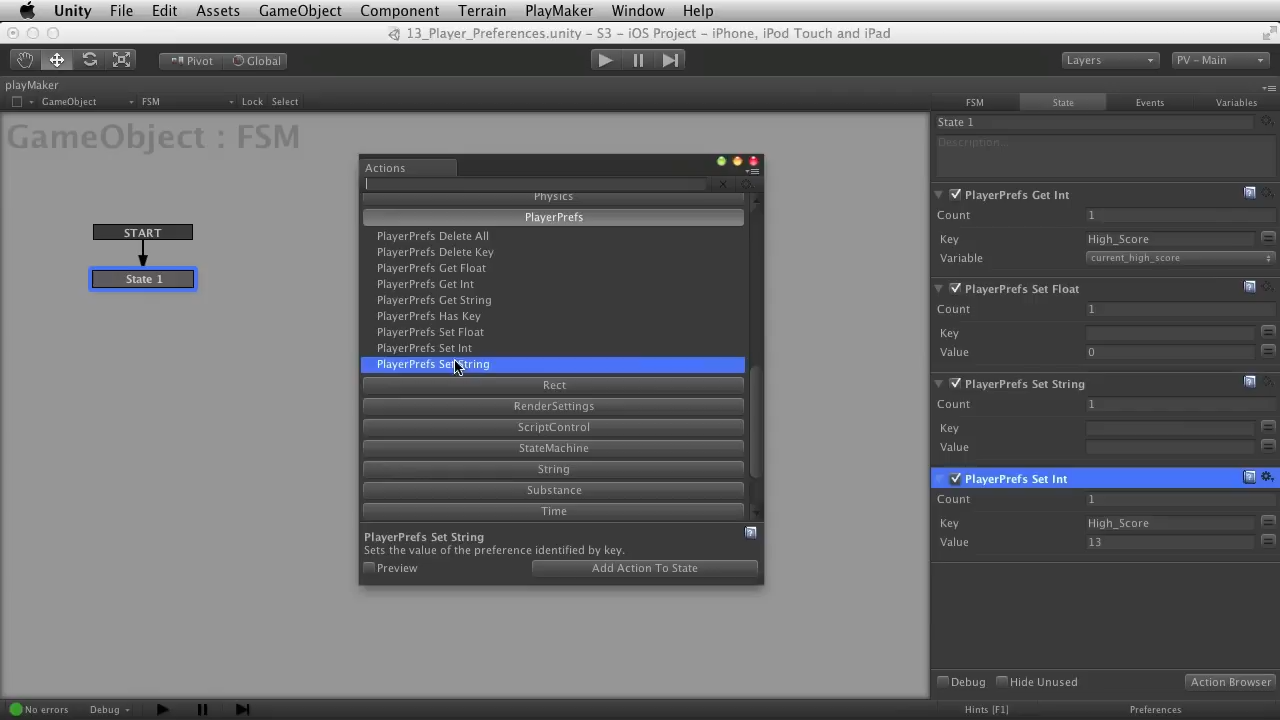 Unity File Edit Assets GameObject Component Terrain PlayMaker Window Help
13_Player_Preferences.unity - S3 - iOS Project - iPhone, iPod Touch and iPad
Pivot Global Layers PV - Main
playMaker
GameObject FSM Lock Select FSM State Events Variables
GameObject : FSM
START
State 1
Actions
Physics
PlayerPrefs
PlayerPrefs Delete All
PlayerPrefs Delete Key
PlayerPrefs Get Float
PlayerPrefs Get Int
PlayerPrefs Get String
PlayerPrefs Has Key
PlayerPrefs Set Float
PlayerPrefs Set Int
PlayerPrefs Set String
Rect
RenderSettings
ScriptControl
StateMachine
String
Substance
Time
PlayerPrefs Set String
Sets the value of the preference identified by key.
Preview Add Action To State
State 1
Description...
PlayerPrefs Get Int
Count 1
Key High_Score
Variable current_high_score
PlayerPrefs Set Float
Count 1
Key
Value 0
PlayerPrefs Set String
Count 1
Key
Value
PlayerPrefs Set Int
Count 1
Key High_Score
Value 13
Debug Hide Unused Action Browser
No errors Debug Hints [F1] Preferences